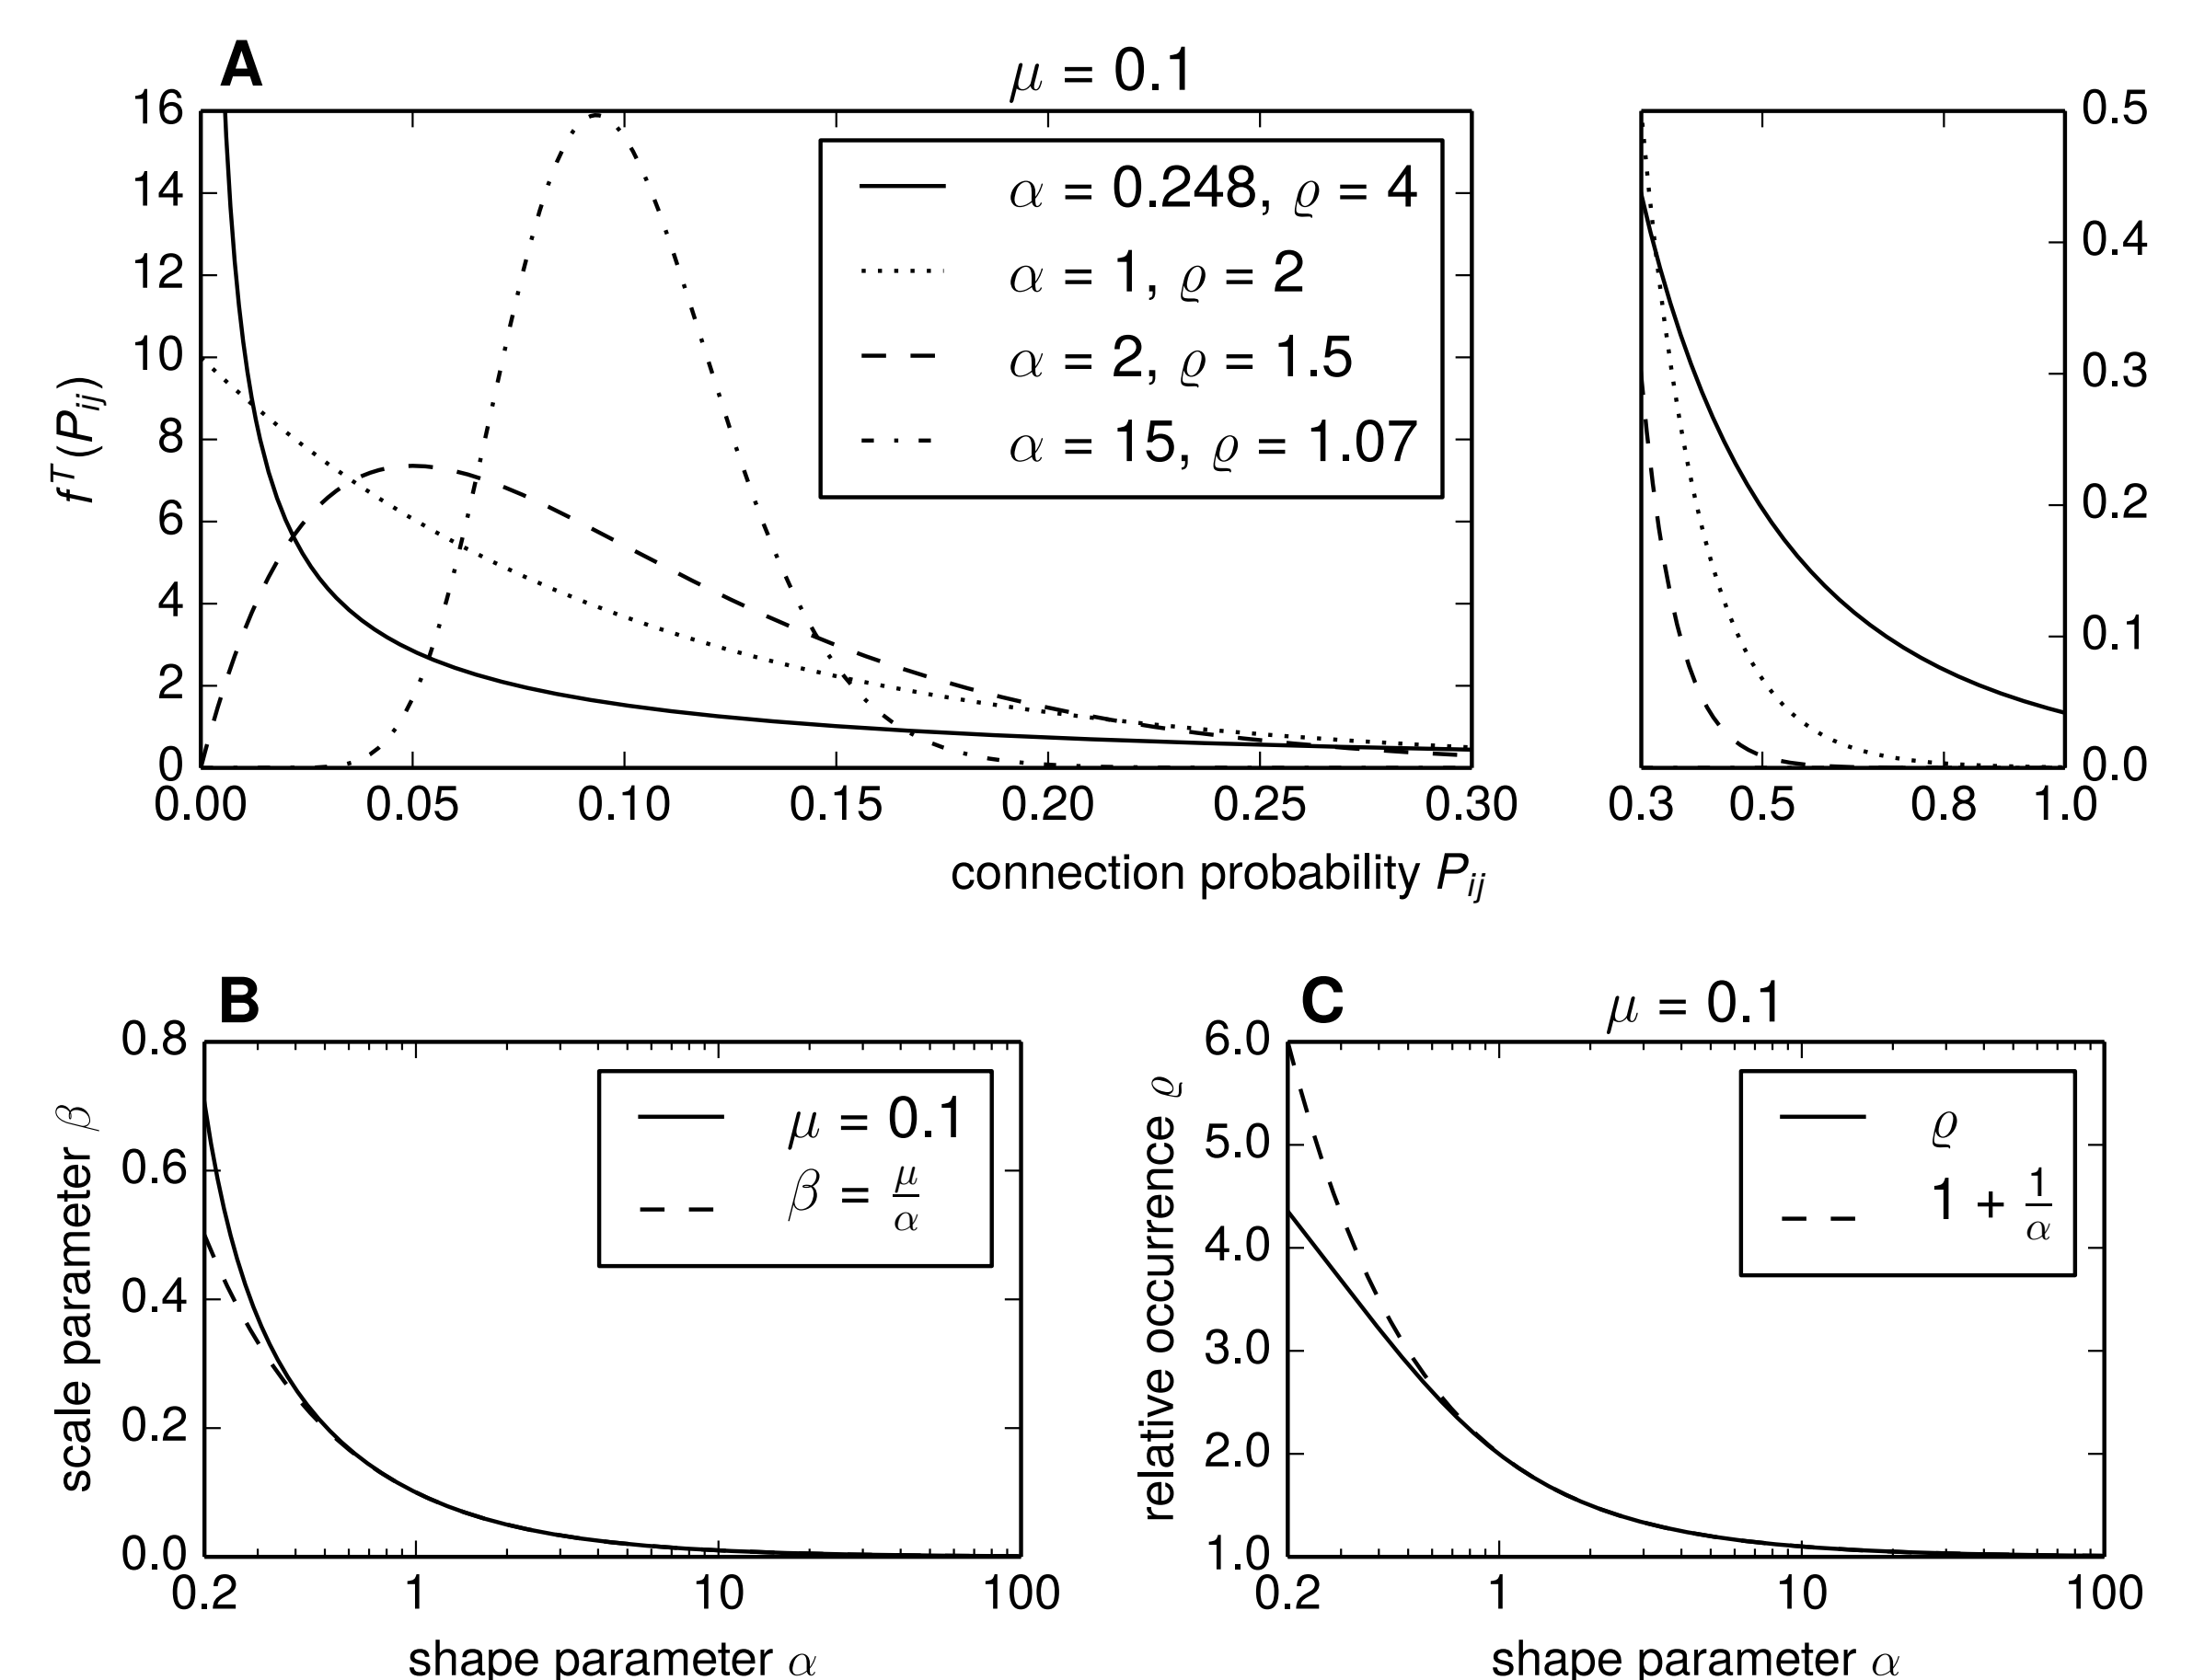 A
μ = 0.1
16
14
12
10
8
6
4
2
0
f^T (P_ij)
α = 0.248, ϱ = 4
α = 1, ϱ = 2
α = 2, ϱ = 1.5
α = 15, ϱ = 1.07
0.00 0.05 0.10 0.15 0.20 0.25 0.30
0.5
0.4
0.3
0.2
0.1
0.0
0.3 0.5 0.8 1.0
connection probability P_ij
B
0.8
0.6
0.4
0.2
0.0
scale parameter β
μ = 0.1
β = μ/α
0.2 1 10 100
shape parameter α
C
μ = 0.1
6.0
5.0
4.0
3.0
2.0
1.0
relative occurrence ϱ
ϱ
1 + 1/α
0.2 1 10 100
shape parameter α